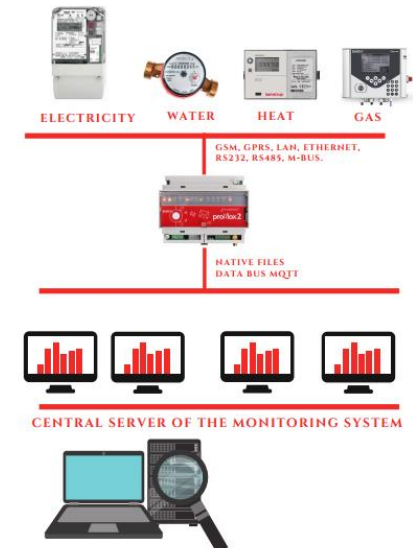 ELECTRICITY
WATER
HEAT
GAS
GSM, GPRS, LAN, ETHERNET,
RS232, RS485, M-BUS.
NATIVE FILES
DATA BUS MQTT
CENTRAL SERVER OF THE MONITORING SYSTEM